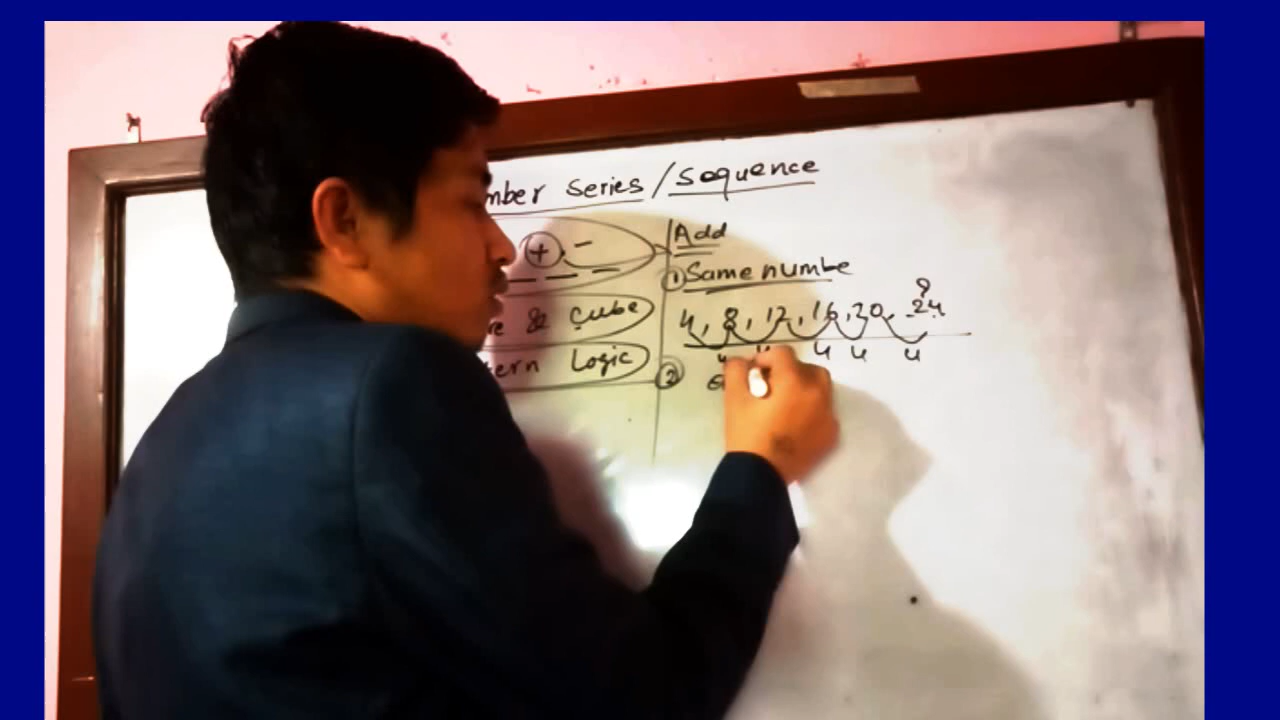 mber Series / Sequence
+ , -
Add
① Same numbe
re & Cube
4, 8, 12, 16, 20, 24
?
4 4 4 4 4
ern Logic
②